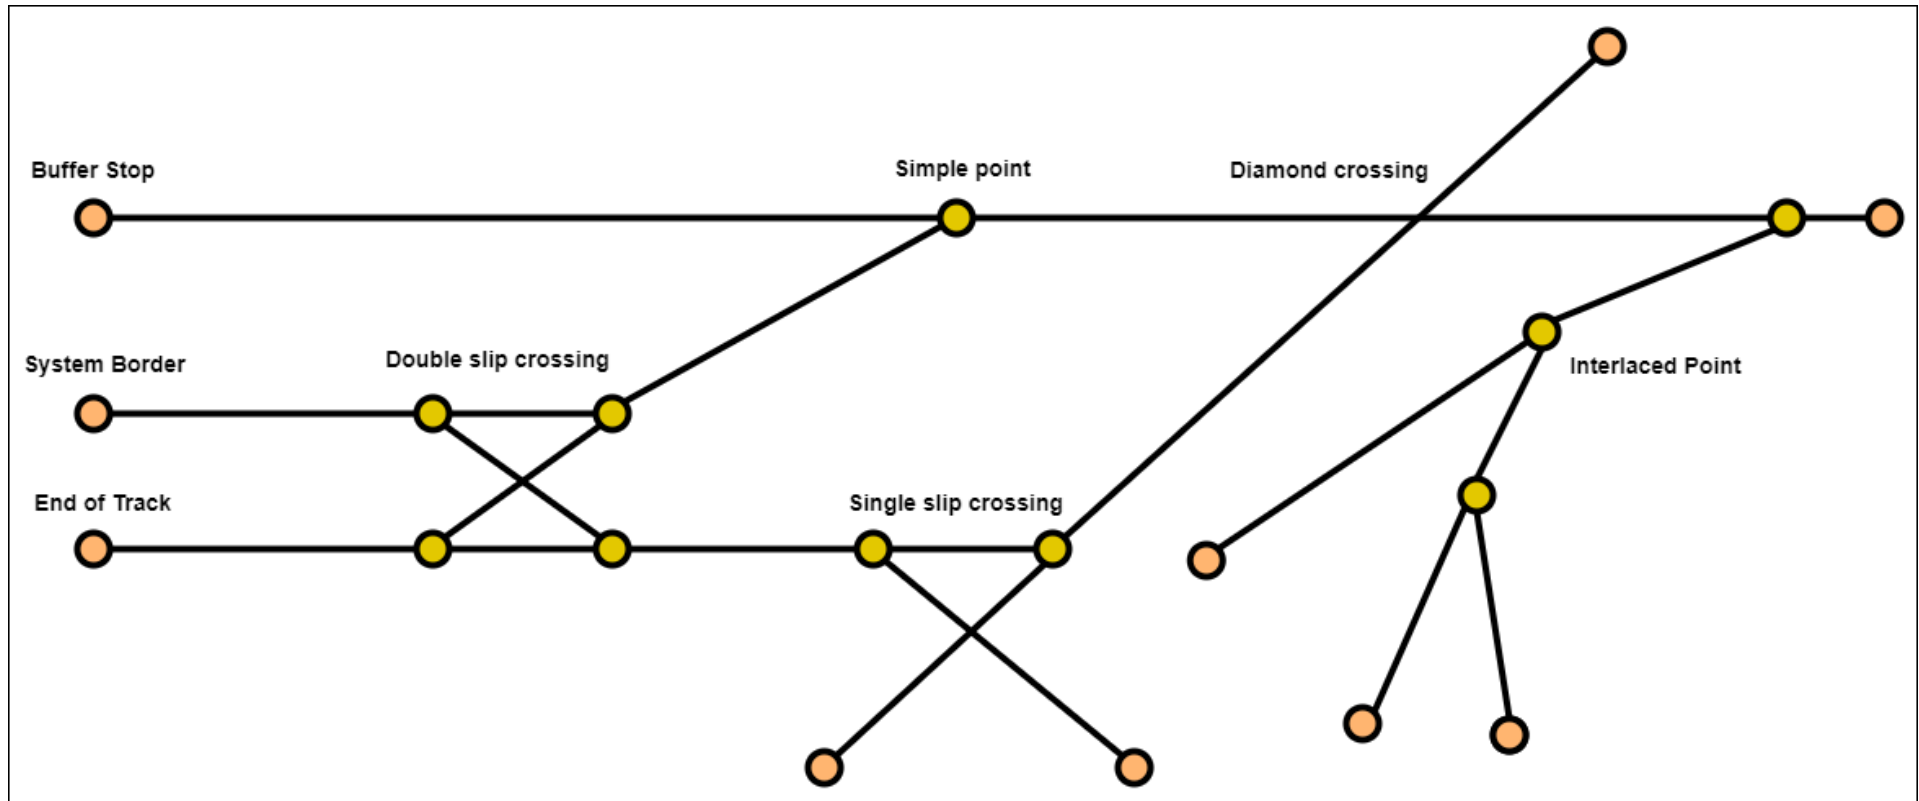 Buffer Stop
Simple point
Diamond crossing
System Border
Double slip crossing
Interlaced Point
End of Track
Single slip crossing